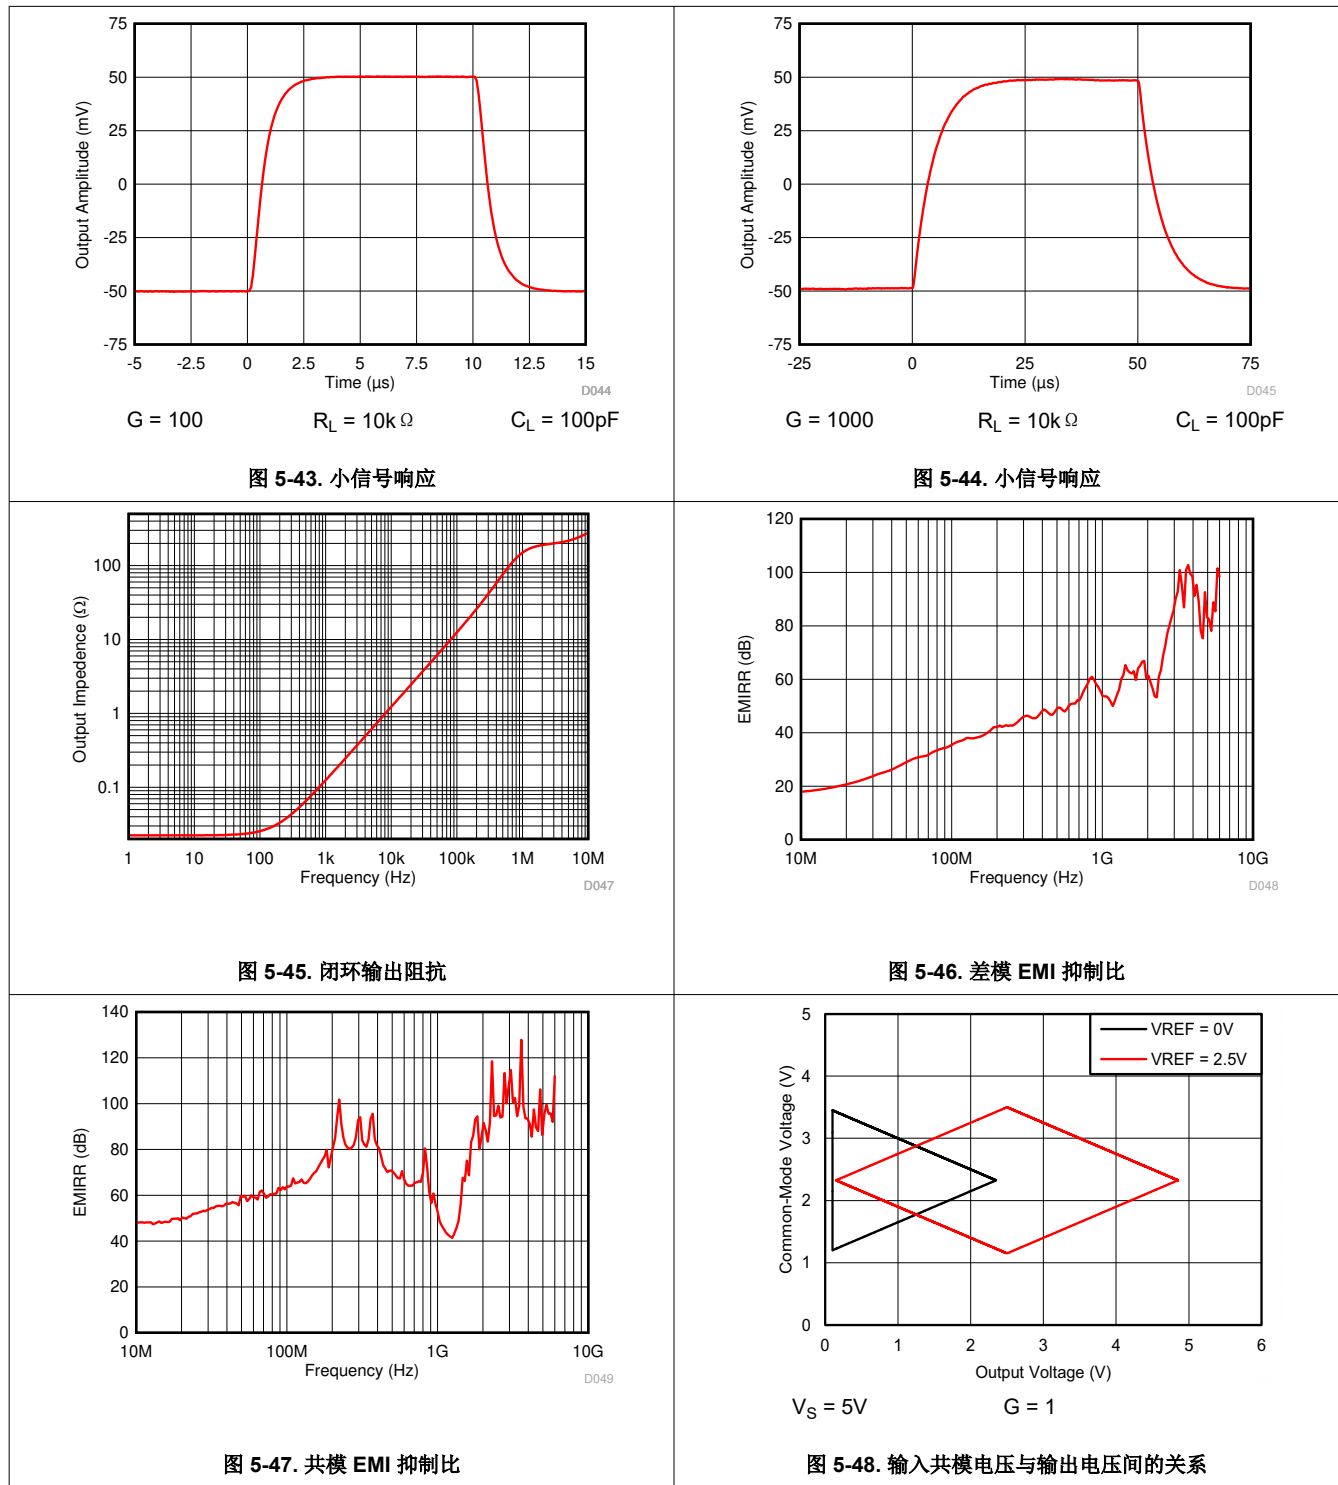 75
50
25
0
-25
-50
-75
Output Amplitude (mV)
-5 -2.5 0 2.5 5 7.5 10 12.5 15
Time (µs)
D044
G = 100 RL = 10k Ω CL = 100pF
图 5-43. 小信号响应
75
50
25
0
-25
-50
-75
Output Amplitude (mV)
-25 0 25 50 75
Time (µs)
D045
G = 1000 RL = 10k Ω CL = 100pF
图 5-44. 小信号响应
100
10
1
0.1
Output Impedence (Ω)
1 10 100 1k 10k 100k 1M 10M
Frequency (Hz)
D047
图 5-45. 闭环输出阻抗
120
100
80
60
40
20
0
EMIRR (dB)
10M 100M 1G 10G
Frequency (Hz)
D048
图 5-46. 差模 EMI 抑制比
140
120
100
80
60
40
20
0
EMIRR (dB)
10M 100M 1G 10G
Frequency (Hz)
D049
图 5-47. 共模 EMI 抑制比
5
4
3
2
1
0
Common-Mode Voltage (V)
VREF = 0V
VREF = 2.5V
0 1 2 3 4 5 6
Output Voltage (V)
VS = 5V G = 1
图 5-48. 输入共模电压与输出电压间的关系